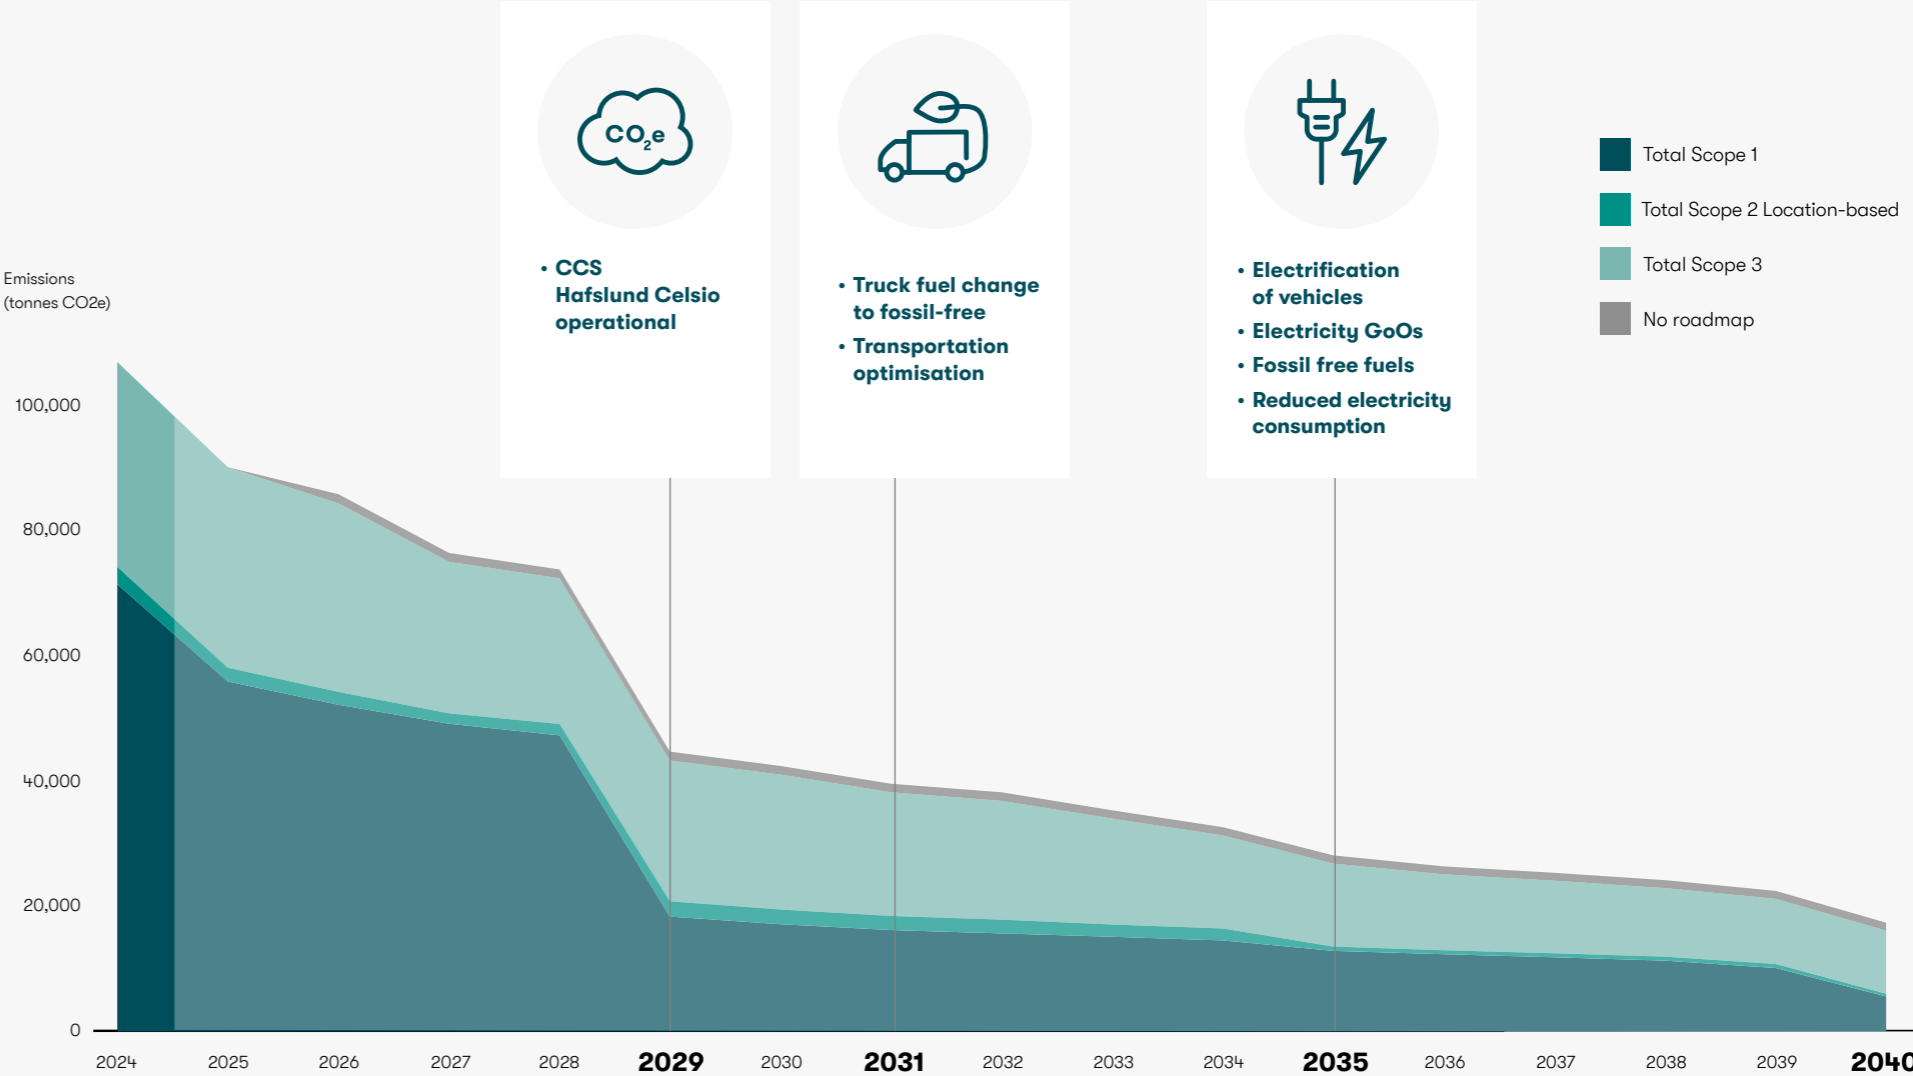 CO2e
• CCS
Hafslund Celsio
operational
• Truck fuel change
to fossil-free
• Transportation
optimisation
• Electrification
of vehicles
• Electricity GoOs
• Fossil free fuels
• Reduced electricity
consumption
Total Scope 1
Total Scope 2 Location-based
Total Scope 3
No roadmap
Emissions
(tonnes CO2e)
100,000
80,000
60,000
40,000
20,000
0
2024 2025 2026 2027 2028 2029 2030 2031 2032 2033 2034 2035 2036 2037 2038 2039 2040